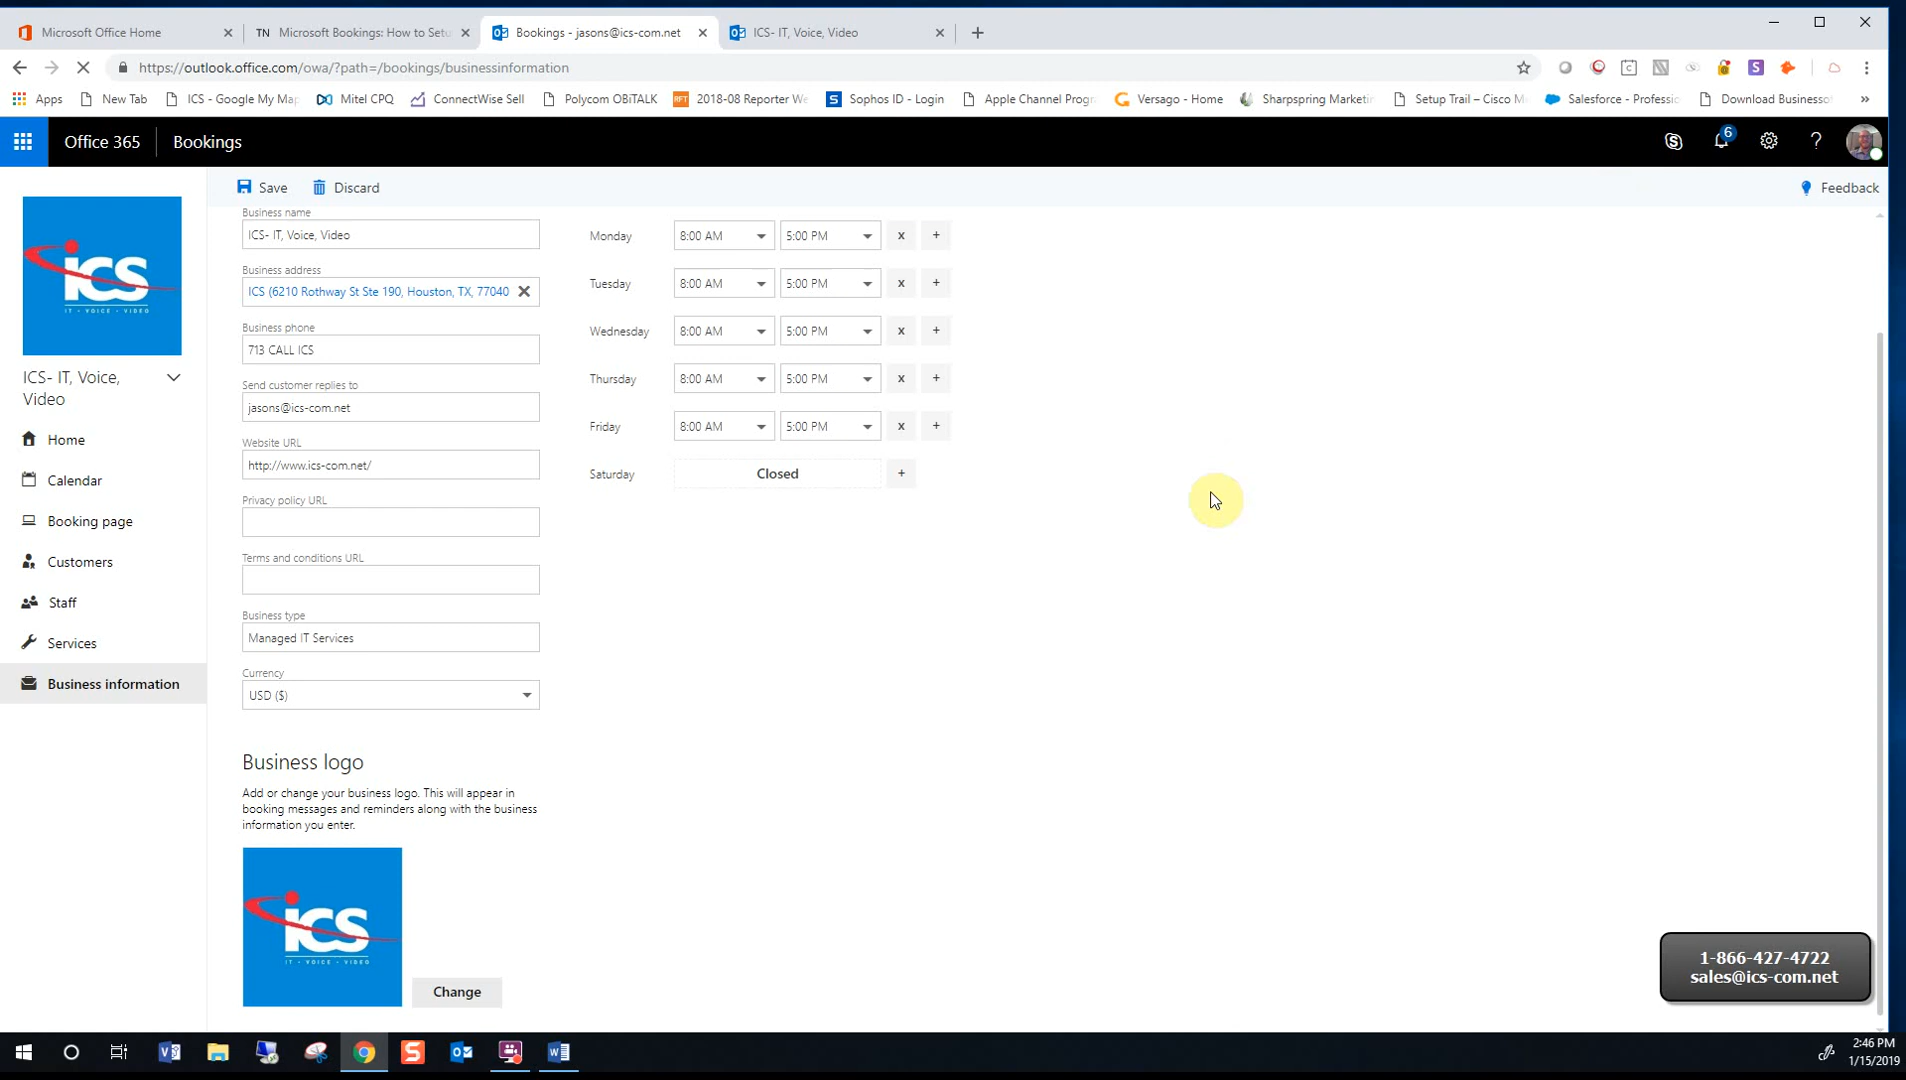 Microsoft Office Home
TN Microsoft Bookings: How to Setu
Bookings - jasons@ics-com.net
ICS- IT, Voice, Video
https://outlook.office.com/owa/?path=/bookings/businessinformation
Apps
New Tab
ICS - Google My Ma
Mitel CPQ
ConnectWise Sell
Polycom OBiTALK
RFT 2018-08 Reporter We
Sophos ID - Login
Apple Channel Progr
Versago - Home
Sharpspring Marketi
Setup Trail – Cisco M
Salesforce - Professio
Download Businesso
Office 365
Bookings
6
?
Save
Discard
Feedback
ICS
IT · VOICE · VIDEO
ICS- IT, Voice,
Video
Home
Calendar
Booking page
Customers
Staff
Services
Business information
Business name
ICS- IT, Voice, Video
Business address
ICS (6210 Rothway St Ste 190, Houston, TX, 77040
Business phone
713 CALL ICS
Send customer replies to
jasons@ics-com.net
Website URL
http://www.ics-com.net/
Privacy policy URL
Terms and conditions URL
Business type
Managed IT Services
Currency
USD ($)
Monday 8:00 AM 5:00 PM x +
Tuesday 8:00 AM 5:00 PM x +
Wednesday 8:00 AM 5:00 PM x +
Thursday 8:00 AM 5:00 PM x +
Friday 8:00 AM 5:00 PM x +
Saturday Closed +
Business logo
Add or change your business logo. This will appear in
booking messages and reminders along with the business
information you enter.
ICS
IT · VOICE · VIDEO
Change
1-866-427-4722
sales@ics-com.net
2:46 PM
1/15/2019